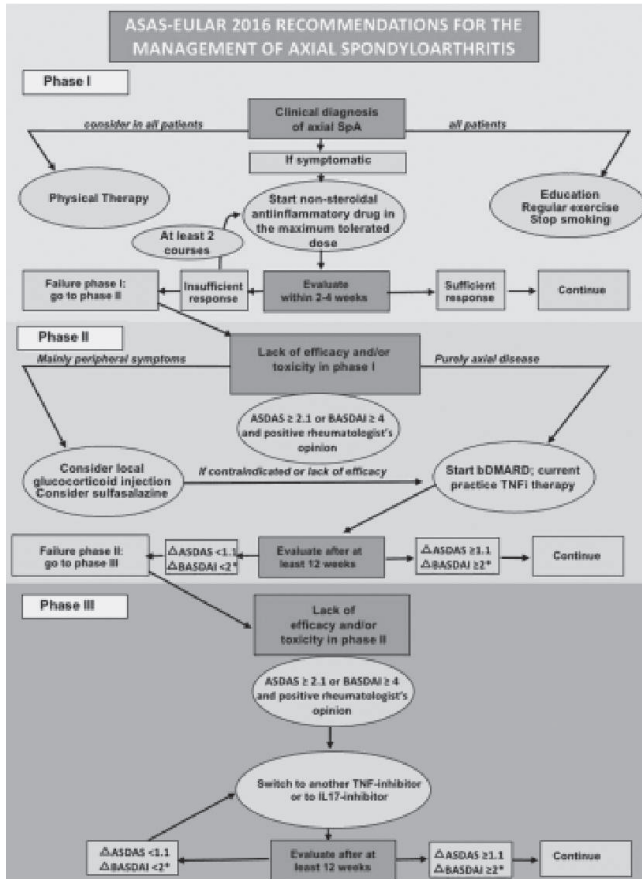 ASAS-EULAR 2016 RECOMMENDATIONS FOR THE
MANAGEMENT OF AXIAL SPONDYLOARTHRITIS
Phase I
Clinical diagnosis
of axial SpA
consider in all patients
all patients
If symptomatic
Physical Therapy
Start non-steroidal
antiinflammatory drug in
the maximum tolerated
dose
Education
Regular exercise
Stop smoking
At least 2
courses
Failure phase I:
go to phase II
Insufficient
response
Evaluate
within 2-4 weeks
Sufficient
response
Continue
Phase II
Mainly peripheral symptoms
Lack of efficacy and/or
toxicity in phase I
Purely axial disease
ASDAS ≥ 2.1 or BASDAI ≥ 4
and positive rheumatologist's
opinion
Consider local
glucocorticoid injection
Consider sulfasalazine
If contraindicated or lack of efficacy
Start bDMARD; current
practice TNFi therapy
Failure phase II:
go to phase III
△ASDAS <1.1
△BASDAI <2*
Evaluate after at
least 12 weeks
△ASDAS ≥1.1
△BASDAI ≥2*
Continue
Phase III
Lack of
efficacy and/or
toxicity in phase II
ASDAS ≥ 2.1 or BASDAI ≥ 4
and positive rheumatologist's
opinion
Switch to another TNF-inhibitor
or to IL17-inhibitor
△ASDAS <1.1
△BASDAI <2*
Evaluate after at
least 12 weeks
△ASDAS ≥1.1
△BASDAI ≥2*
Continue